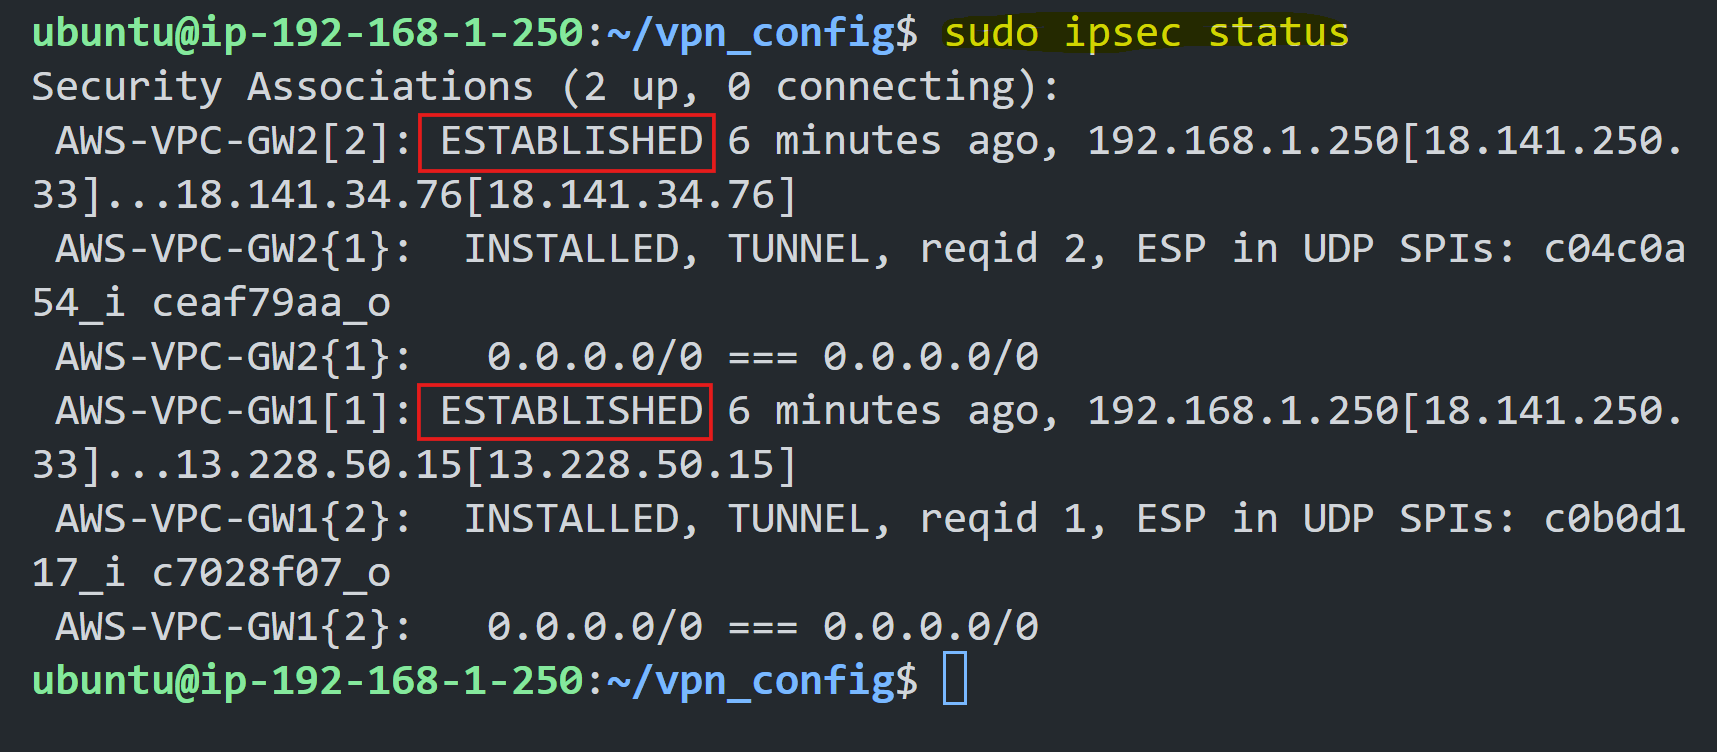 ubuntu@ip-192-168-1-250:~/vpn_config$ sudo ipsec status
Security Associations (2 up, 0 connecting):
 AWS-VPC-GW2[2]: ESTABLISHED 6 minutes ago, 192.168.1.250[18.141.250.
33]...18.141.34.76[18.141.34.76]
 AWS-VPC-GW2{1}:  INSTALLED, TUNNEL, reqid 2, ESP in UDP SPIs: c04c0a
54_i ceaf79aa_o
 AWS-VPC-GW2{1}:   0.0.0.0/0 === 0.0.0.0/0
 AWS-VPC-GW1[1]: ESTABLISHED 6 minutes ago, 192.168.1.250[18.141.250.
33]...13.228.50.15[13.228.50.15]
 AWS-VPC-GW1{2}:  INSTALLED, TUNNEL, reqid 1, ESP in UDP SPIs: c0b0d1
17_i c7028f07_o
 AWS-VPC-GW1{2}:   0.0.0.0/0 === 0.0.0.0/0
ubuntu@ip-192-168-1-250:~/vpn_config$